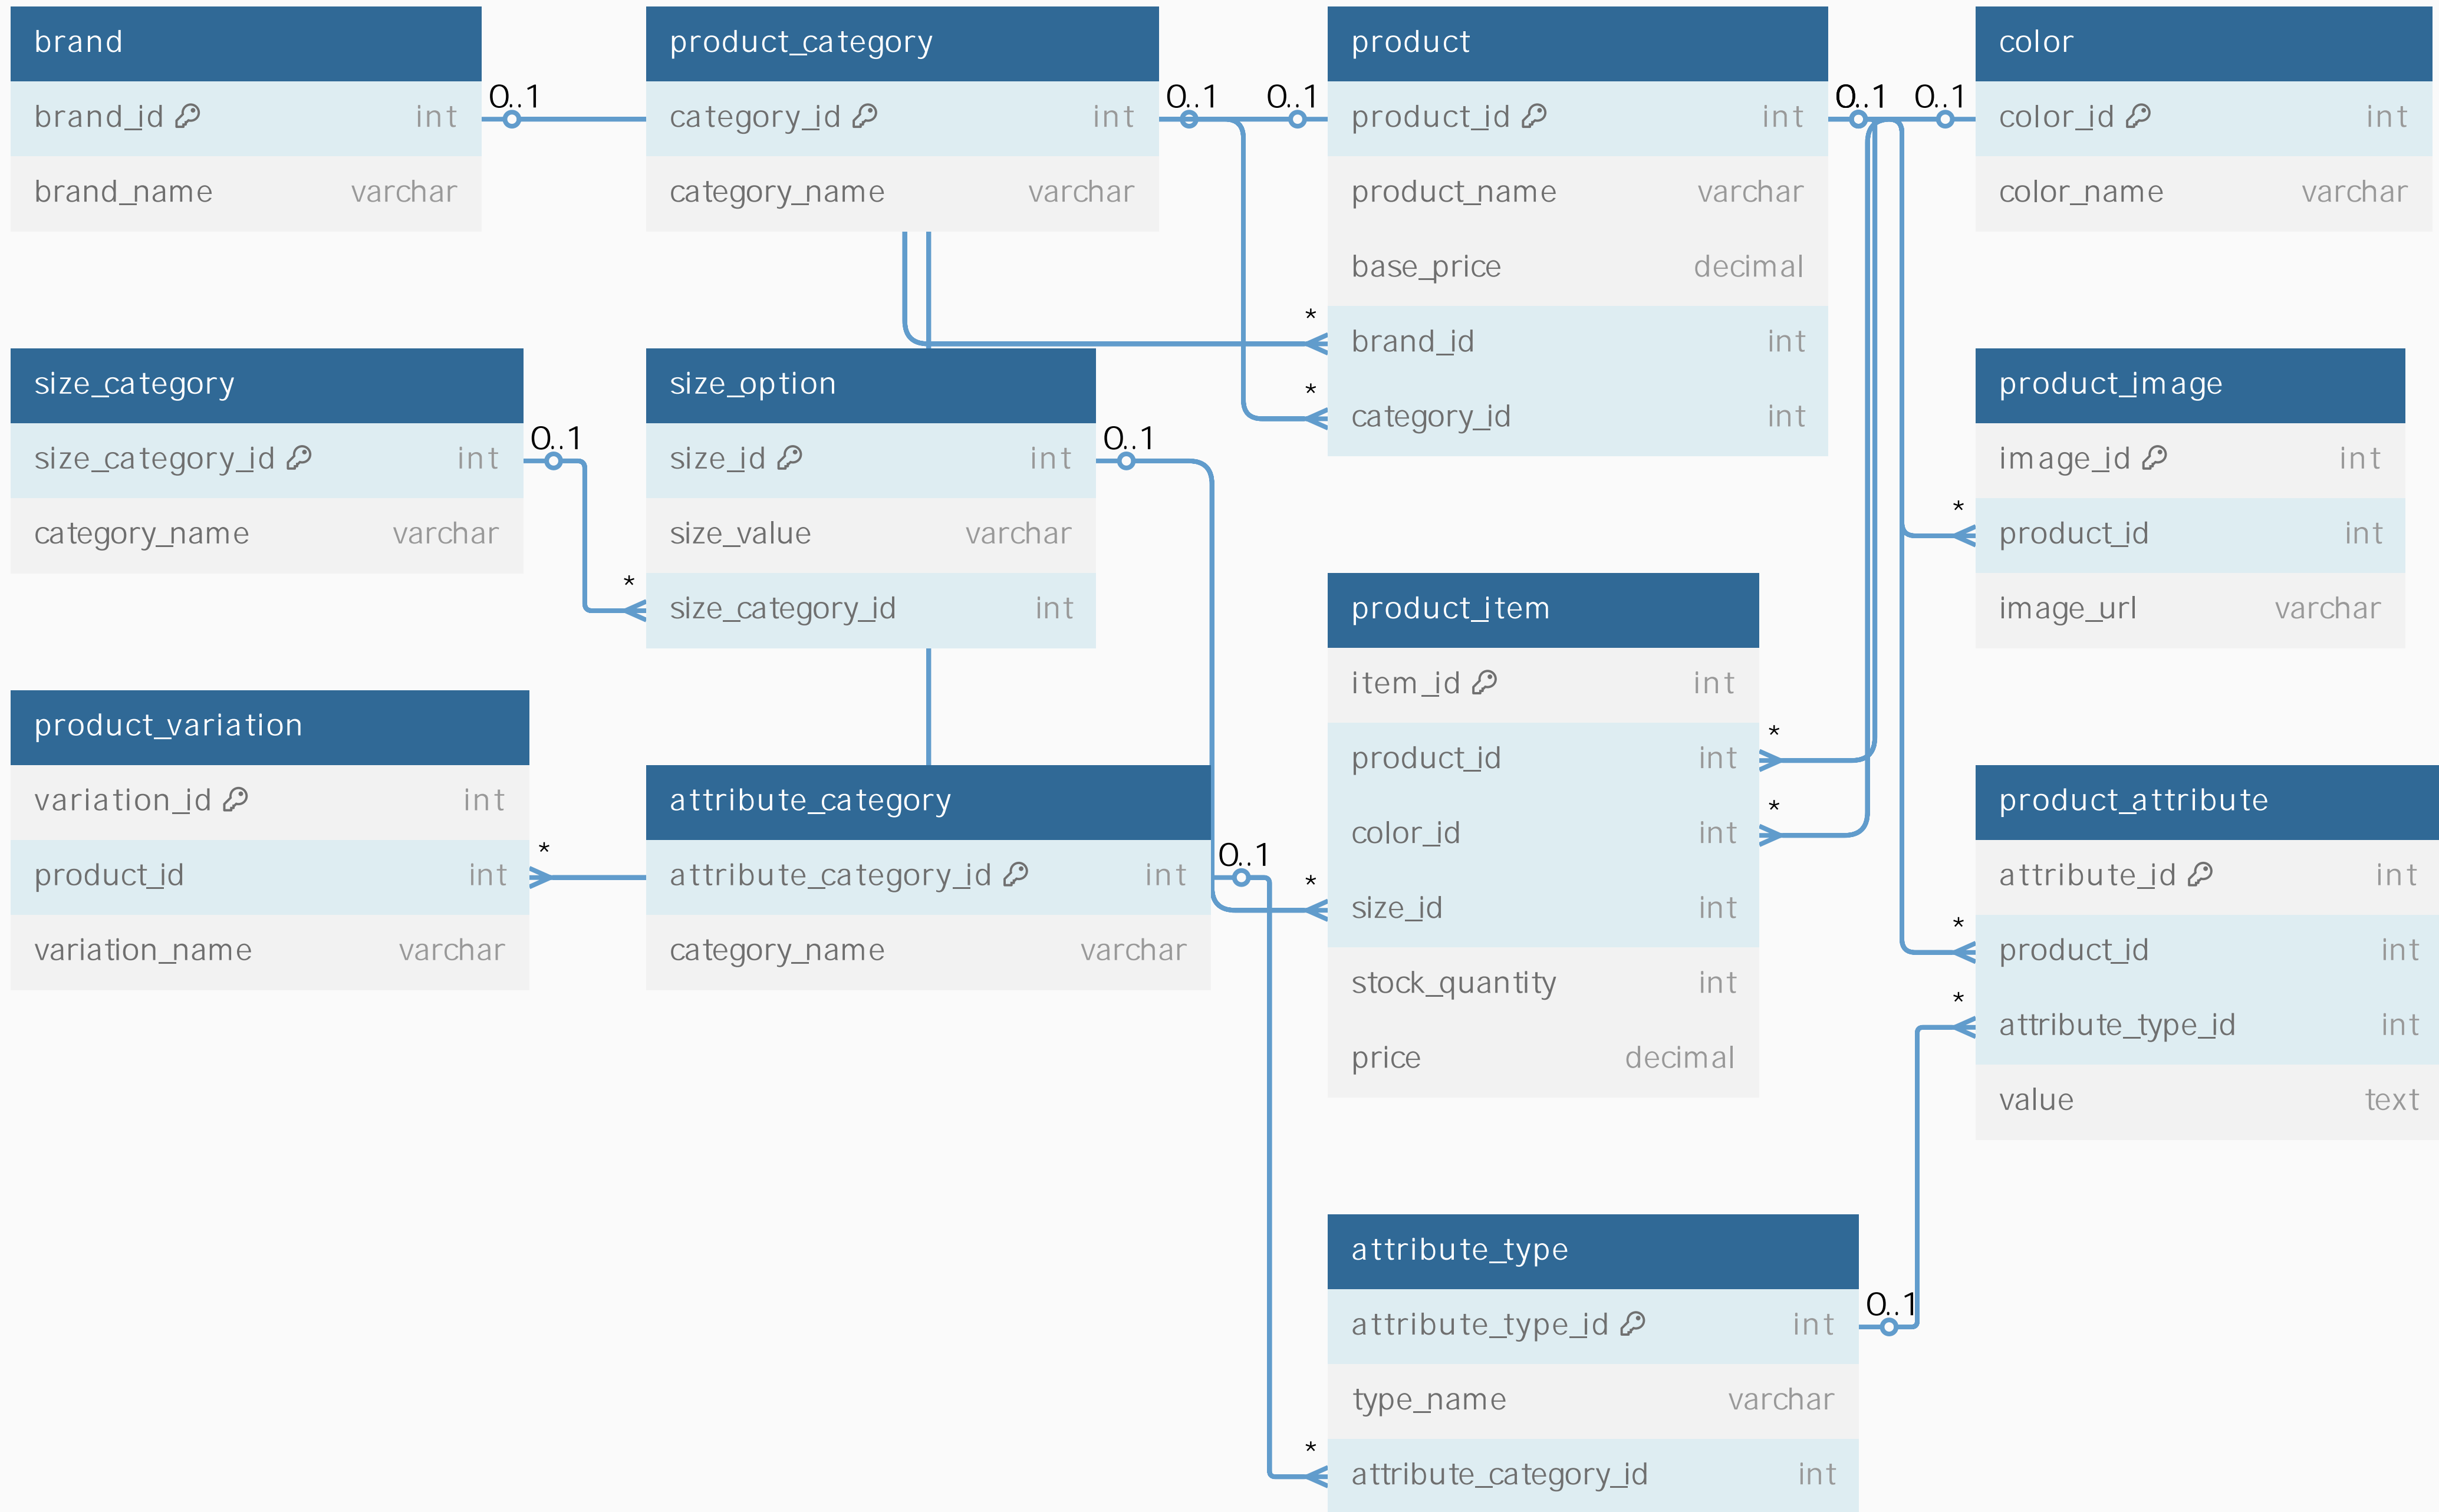 brand
brand_id int
brand_name varchar
0..1
product_category
category_id int
category_name varchar
0..1
0..1
product
product_id int
product_name varchar
base_price decimal
* brand_id int
* category_id int
0..1
0..1
color
color_id int
color_name varchar
size_category
size_category_id int
category_name varchar
0..1
*
size_option
size_id int
size_value varchar
size_category_id int
0..1
product_image
image_id int
* product_id int
image_url varchar
product_variation
variation_id int
product_id int *
variation_name varchar
attribute_category
attribute_category_id int
category_name varchar
0..1
product_item
item_id int
product_id int *
color_id int *
* size_id int
stock_quantity int
price decimal
product_attribute
attribute_id int
* product_id int
* attribute_type_id int
value text
attribute_type
attribute_type_id int
0..1
type_name varchar
* attribute_category_id int